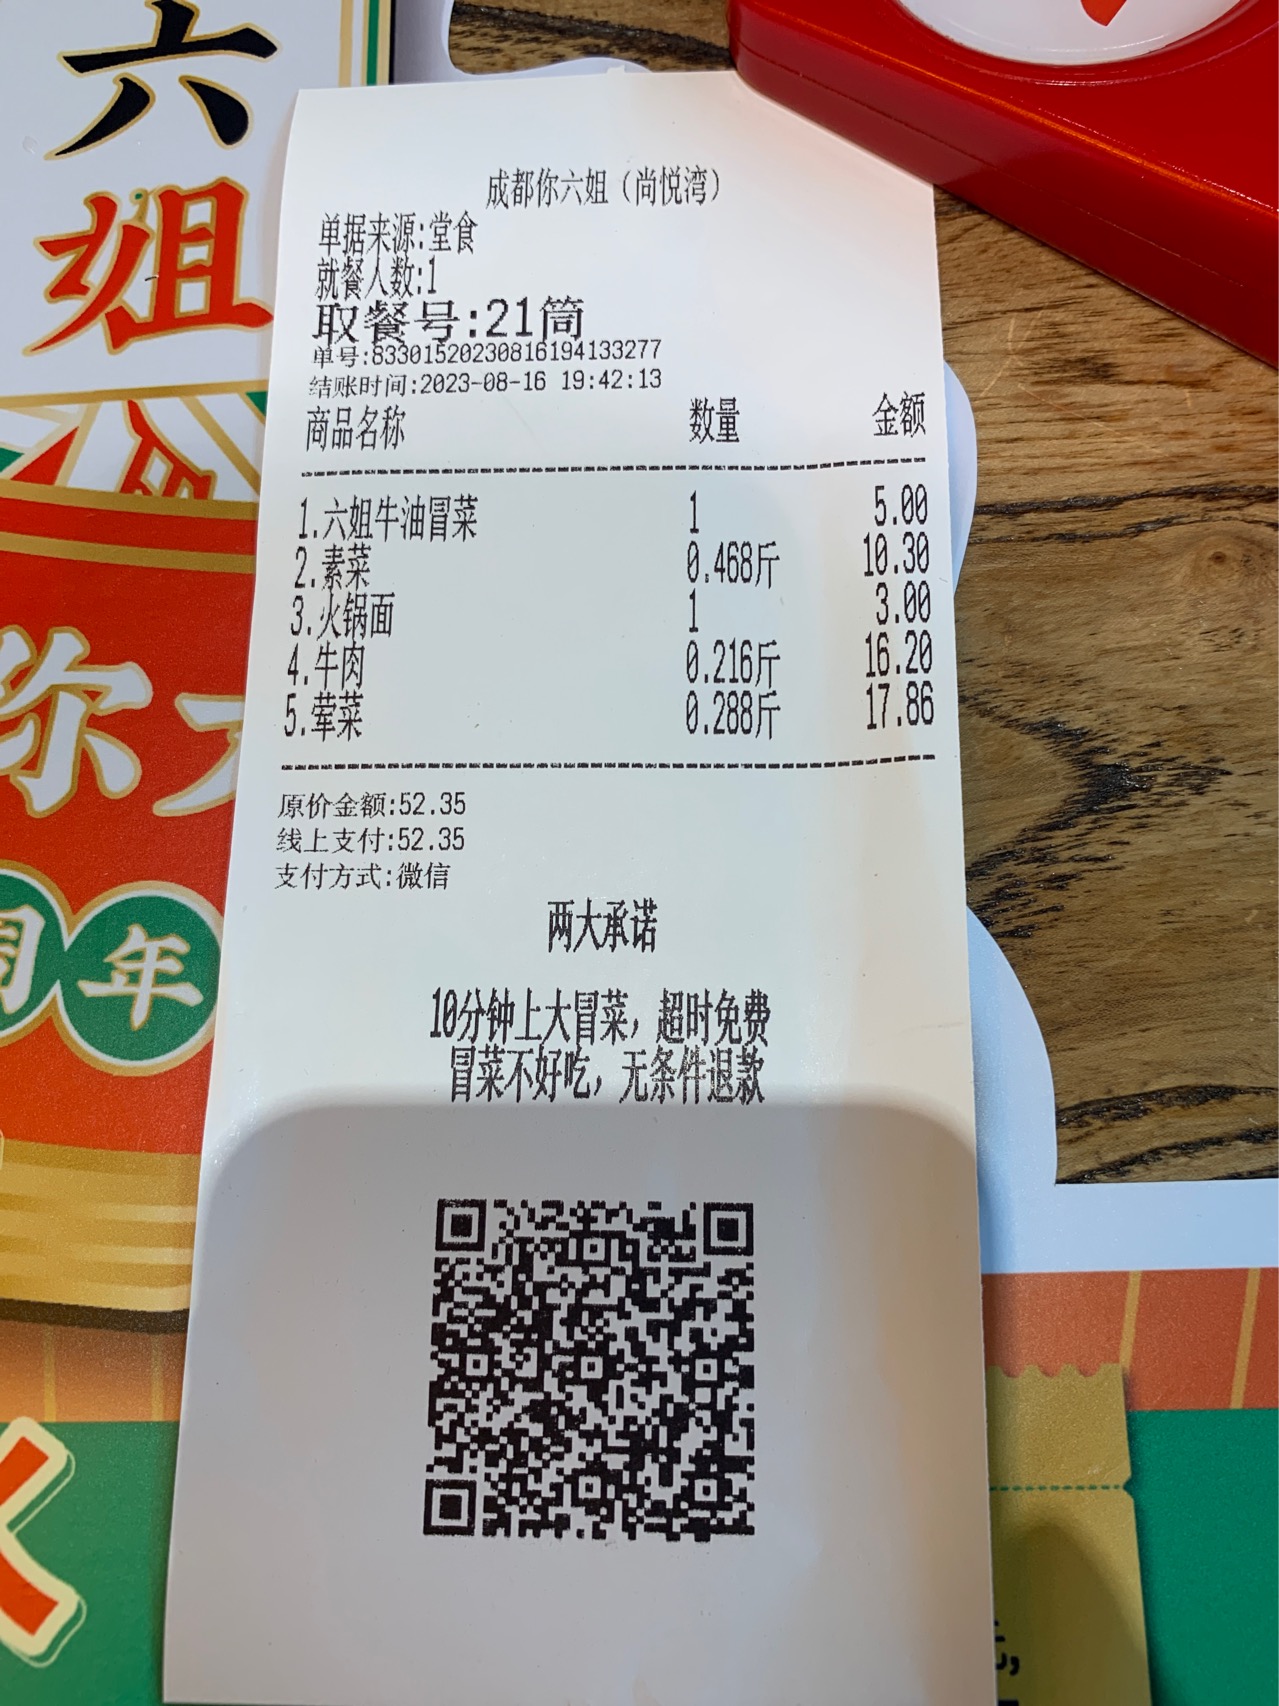 六
姐
你六
周年
成都你六姐（尚悦湾）
单据来源:堂食
就餐人数:1
取餐号:21筒
单号:83301520230816194133277
结账时间:2023-08-16 19:42:13
商品名称 数量 金额
1.六姐牛油冒菜 1 5.00
2.素菜 0.468斤 10.30
3.火锅面 1 3.00
4.牛肉 0.216斤 16.20
5.荤菜 0.288斤 17.86
原价金额:52.35
线上支付:52.35
支付方式:微信
两大承诺
10分钟上大冒菜，超时免费
冒菜不好吃，无条件退款